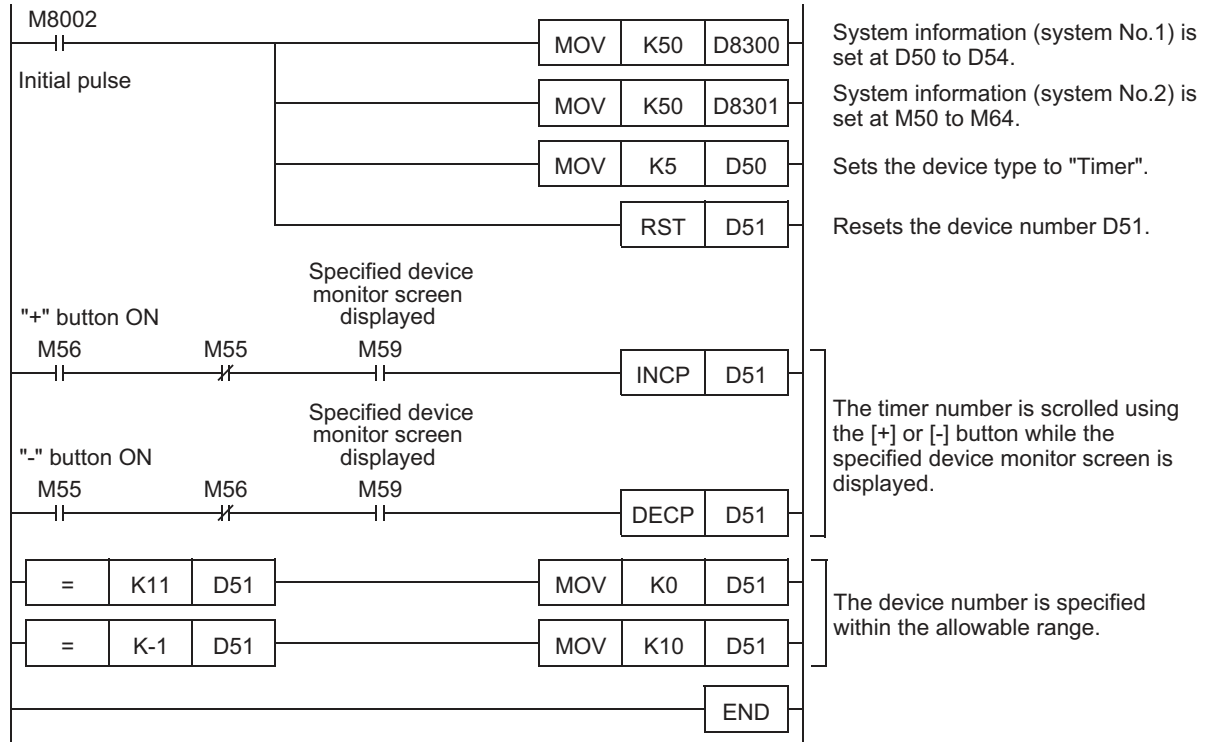 M8002
MOV K50 D8300
System information (system No.1) is
set at D50 to D54.
Initial pulse
MOV K50 D8301
System information (system No.2) is
set at M50 to M64.
MOV K5 D50
Sets the device type to "Timer".
RST D51
Resets the device number D51.
Specified device
monitor screen
displayed
"+" button ON
M56 M55 M59
INCP D51
Specified device
monitor screen
displayed
"-" button ON
M55 M56 M59
DECP D51
The timer number is scrolled using
the [+] or [-] button while the
specified device monitor screen is
displayed.
= K11 D51 MOV K0 D51
= K-1 D51 MOV K10 D51
The device number is specified
within the allowable range.
END